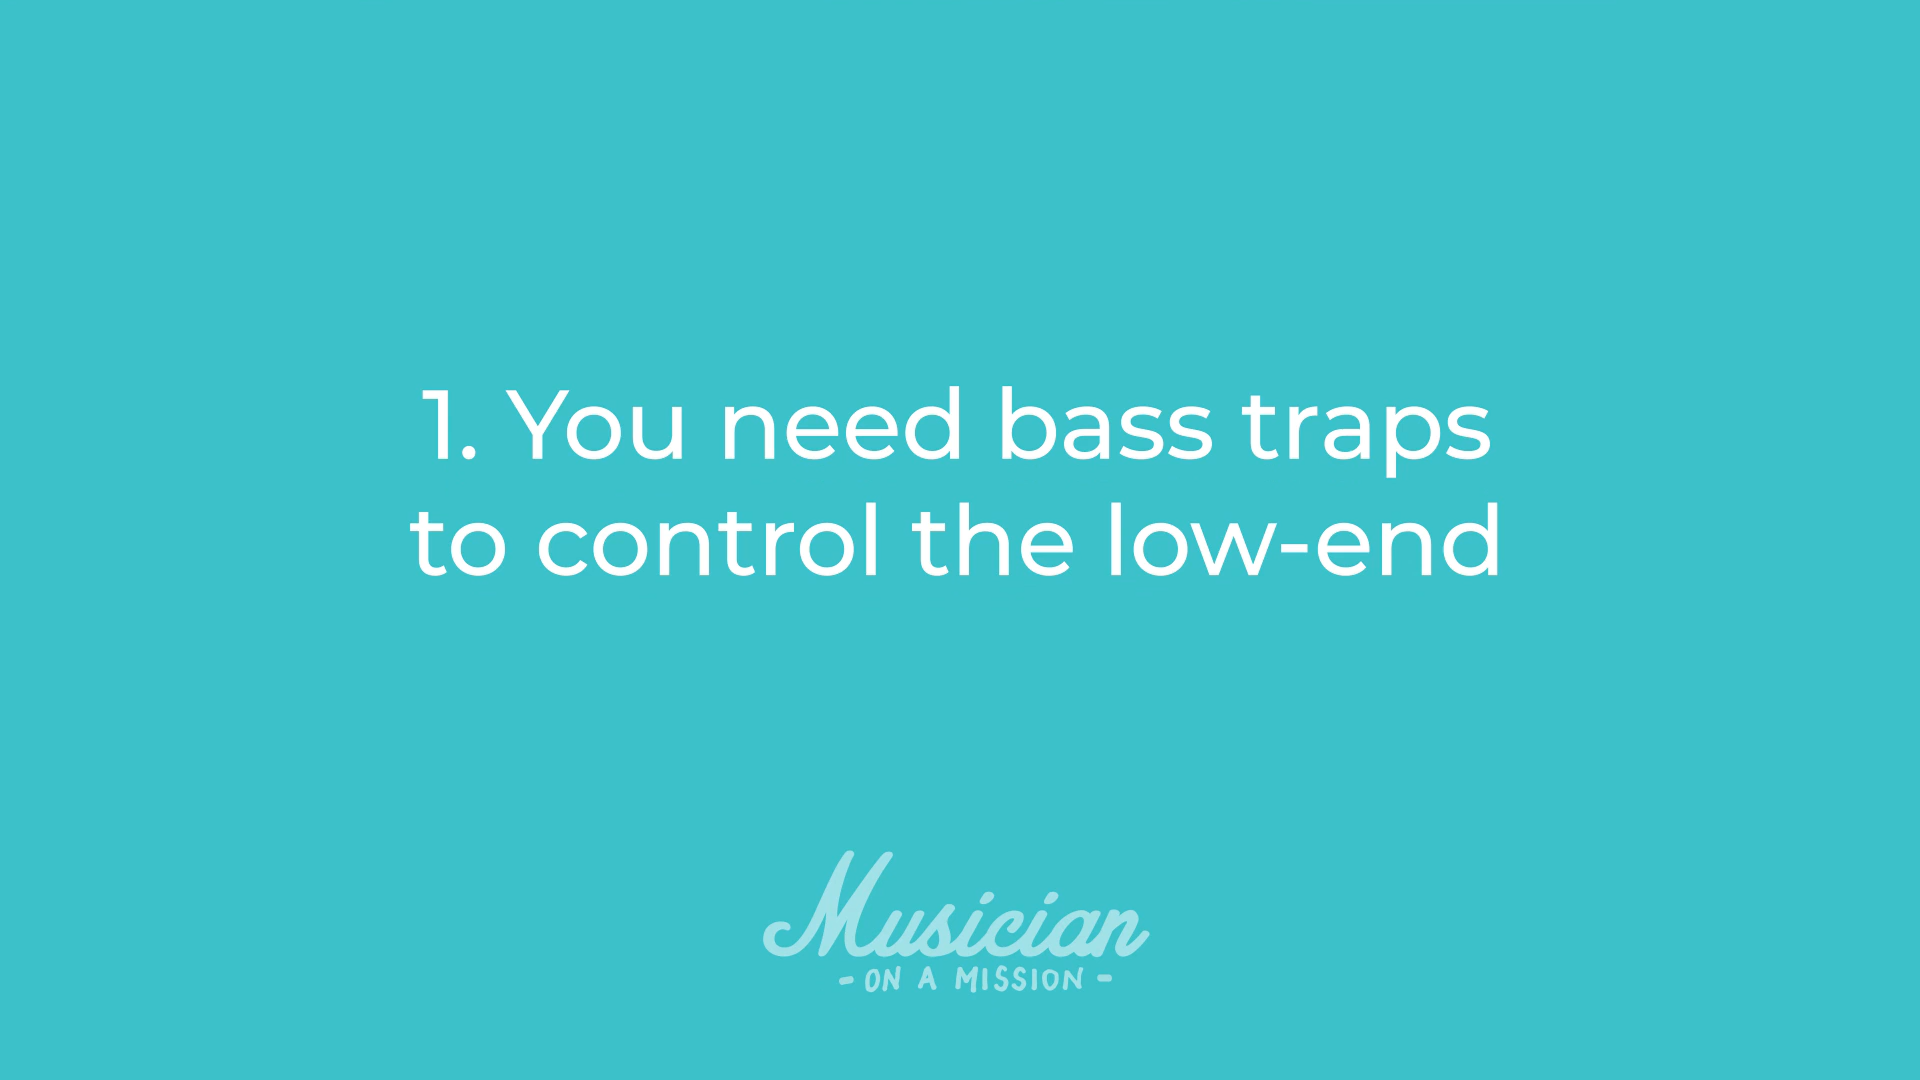 1. You need bass traps
to control the low-end
Musician
- ON A MISSION -